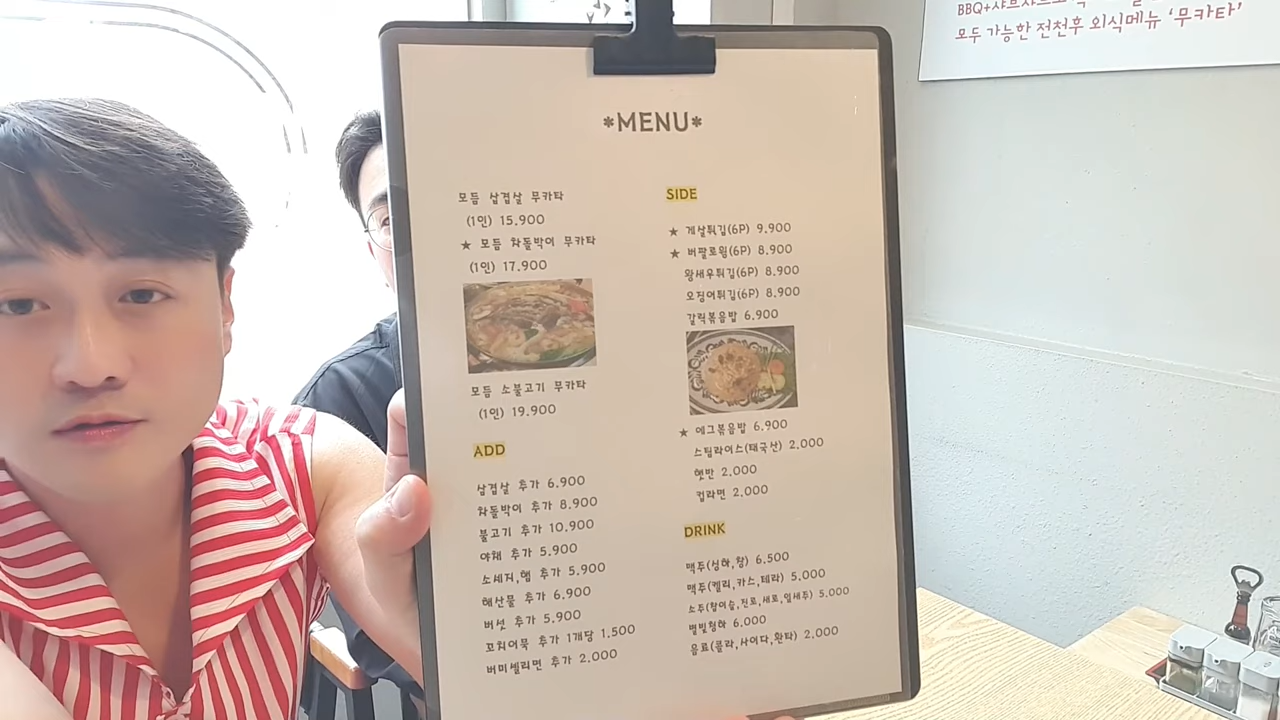 *MENU*
모듬 삼겹살 무카타
(1인) 15.900
★ 모듬 차돌박이 무카타
(1인) 17.900
모듬 소불고기 무카타
(1인) 19.900
ADD
삼겹살 추가 6.900
차돌박이 추가 8.900
불고기 추가 10.900
야채 추가 5.900
소세지,햄 추가 5.900
해산물 추가 6.900
버섯 추가 5.900
꼬치어묵 추가 1개당 1.500
버미셀리면 추가 2.000
SIDE
★ 게살튀김(6P) 9.900
★ 버팔로윙(6P) 8.900
왕새우튀김(6P) 8.900
오징어튀김(6P) 8.900
갈릭볶음밥 6.900
★ 에그볶음밥 6.900
스팀라이스(태국산) 2,000
햇반 2.000
컵라면 2.000
DRINK
맥주(싱하,창) 6.500
맥주(켈리,카스,테라) 5.000
소주(참이슬,진로,새로,잎새주) 5.000
별빛청하 6.000
음료(콜라,사이다,환타) 2,000
모두 가능한 전천후 외식메뉴 '무카타'